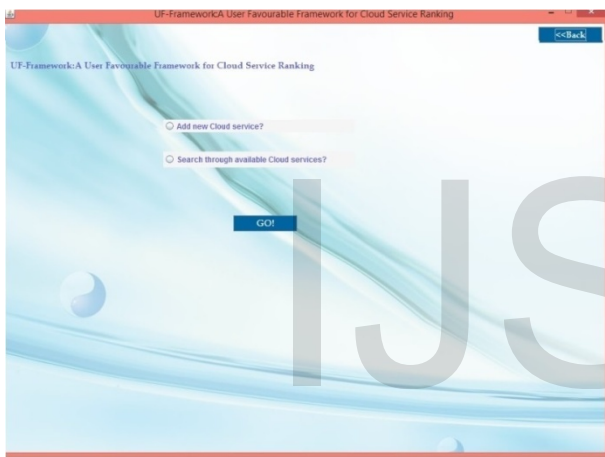 UF-Framework:A User Favourable Framework for Cloud Service Ranking
<<Back
UF-Framework:A User Favourable Framework for Cloud Service Ranking
Add new Cloud service?
Search through available Cloud services?
GO!
IJS